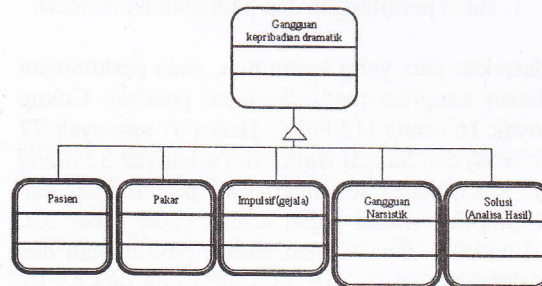 Gangguan
kepribadian dramatik
Pasien
Pakar
Impulsif(gejala)
Gangguan
Narsistik
Solusi
(Analisa Hasil)